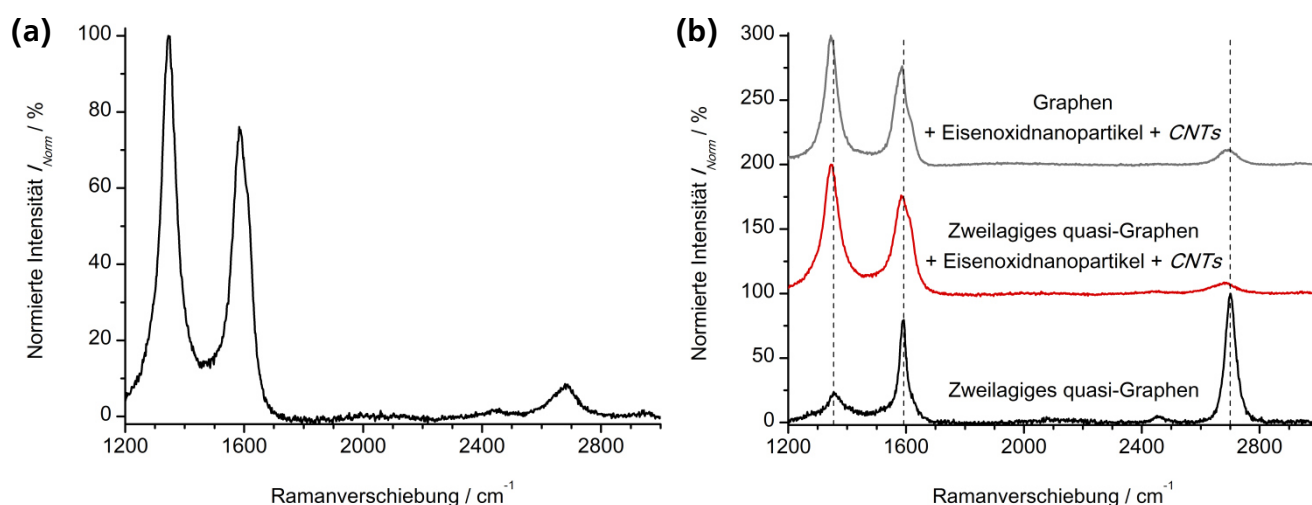 (a)
Normierte Intensität I_Norm / %
100
80
60
40
20
0
1200
1600
2000
2400
2800
Ramanverschiebung / cm⁻¹
(b)
Normierte Intensität I_Norm / %
300
250
200
150
100
50
0
Graphen
+ Eisenoxidnanopartikel + CNTs
Zweilagiges quasi-Graphen
+ Eisenoxidnanopartikel + CNTs
Zweilagiges quasi-Graphen
1200
1600
2000
2400
2800
Ramanverschiebung / cm⁻¹